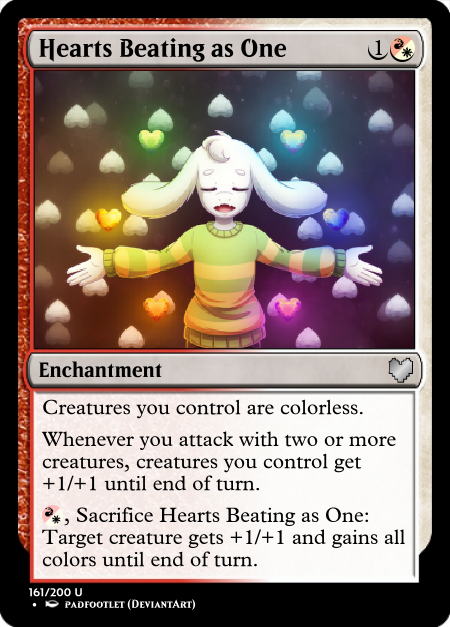 Hearts Beating as One 1
Enchantment
Creatures you control are colorless.
Whenever you attack with two or more
creatures, creatures you control get
+1/+1 until end of turn.
, Sacrifice Hearts Beating as One:
Target creature gets +1/+1 and gains all
colors until end of turn.
161/200 U
• PADFOOTLET (DEVIANTART)